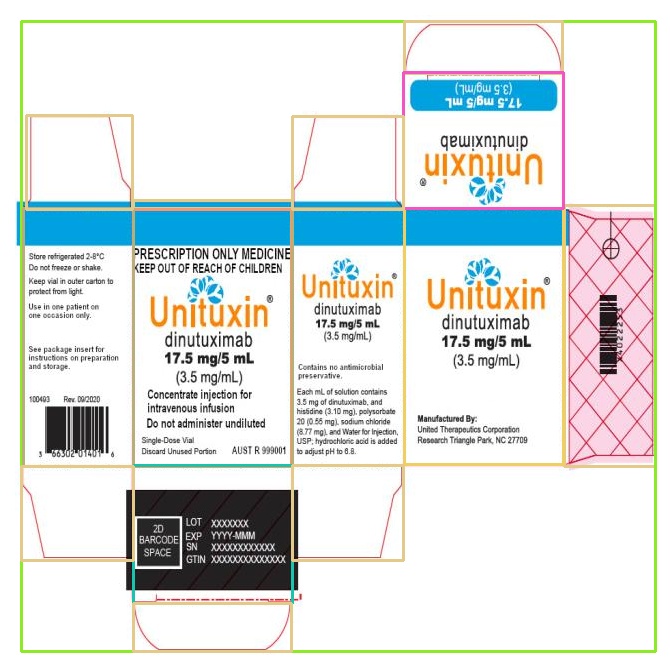 17.5 mg/5 mL
(3.5 mg/mL)
dinutuximab
Unituxin®
Store refrigerated 2-8°C
Do not freeze or shake.
Keep vial in outer carton to
protect from light.
Use in one patient on
one occasion only.
See package insert for
instructions on preparation
and storage.
100493 Rev. 09/2020
3 66302 01401 6
PRESCRIPTION ONLY MEDICINE
KEEP OUT OF REACH OF CHILDREN
Unituxin®
dinutuximab
17.5 mg/5 mL
(3.5 mg/mL)
Concentrate injection for
intravenous infusion
Do not administer undiluted
Single-Dose Vial
Discard Unused Portion AUST R 999001
Unituxin®
dinutuximab
17.5 mg/5 mL
(3.5 mg/mL)
Contains no antimicrobial
preservative.
Each mL of solution contains
3.5 mg of dinutuximab, and
histidine (3.10 mg), polysorbate
20 (0.55 mg), sodium chloride
(8.77 mg), and Water for Injection,
USP; hydrochloric acid is added
to adjust pH to 6.8.
Unituxin®
dinutuximab
17.5 mg/5 mL
(3.5 mg/mL)
Manufactured By:
United Therapeutics Corporation
Research Triangle Park, NC 27709
2D
BARCODE
SPACE
LOT XXXXXXX
EXP YYYY-MMM
SN XXXXXXXXXXXXX
GTIN XXXXXXXXXXXXXXX